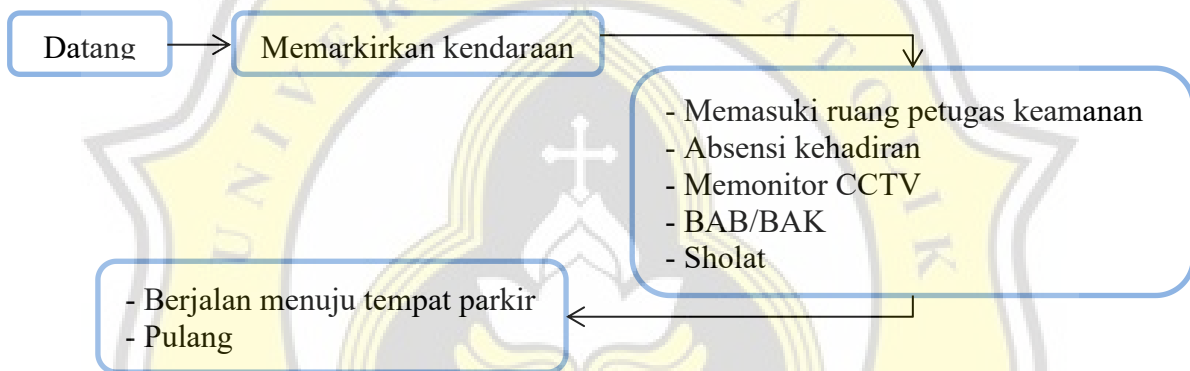 Datang
Memarkirkan kendaraan
- Memasuki ruang petugas keamanan
- Absensi kehadiran
- Memonitor CCTV
- BAB/BAK
- Sholat
- Berjalan menuju tempat parkir
- Pulang